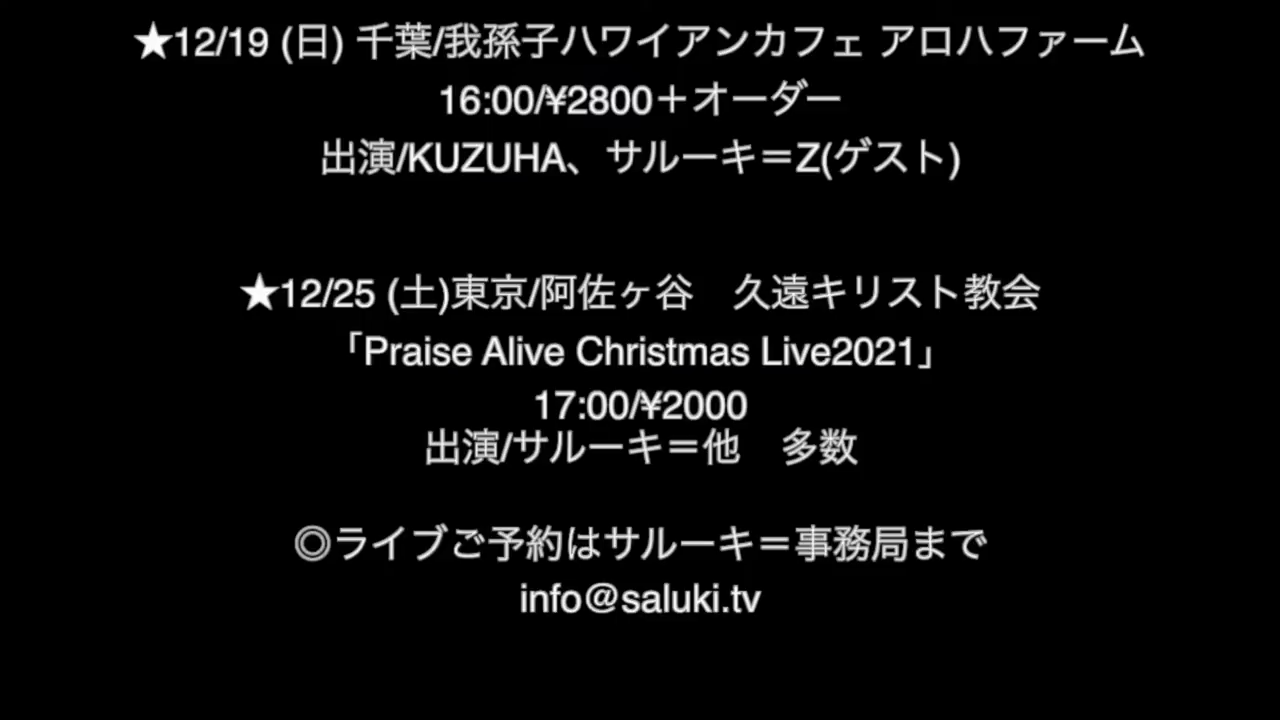 ★12/19 (日) 千葉/我孫子ハワイアンカフェ アロハファーム
16:00/¥2800＋オーダー
出演/KUZUHA、サルーキ＝Z(ゲスト)
★12/25 (土)東京/阿佐ヶ谷　久遠キリスト教会
「Praise Alive Christmas Live2021」
17:00/¥2000
出演/サルーキ＝他　多数
◎ライブご予約はサルーキ＝事務局まで
info@saluki.tv